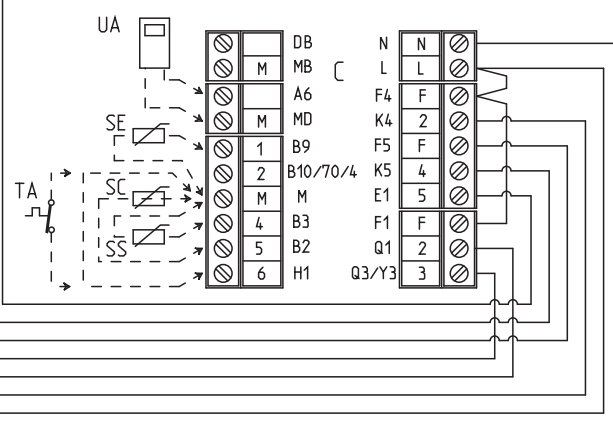 UA
DB N N
M MB C L L
A6 F4 F
SE M MD K4 2
1 B9 F5 F
2 B10/70/4 K5 4
TA SC M M E1 5
4 B3 F1 F
SS 5 B2 Q1 2
6 H1 Q3/Y3 3